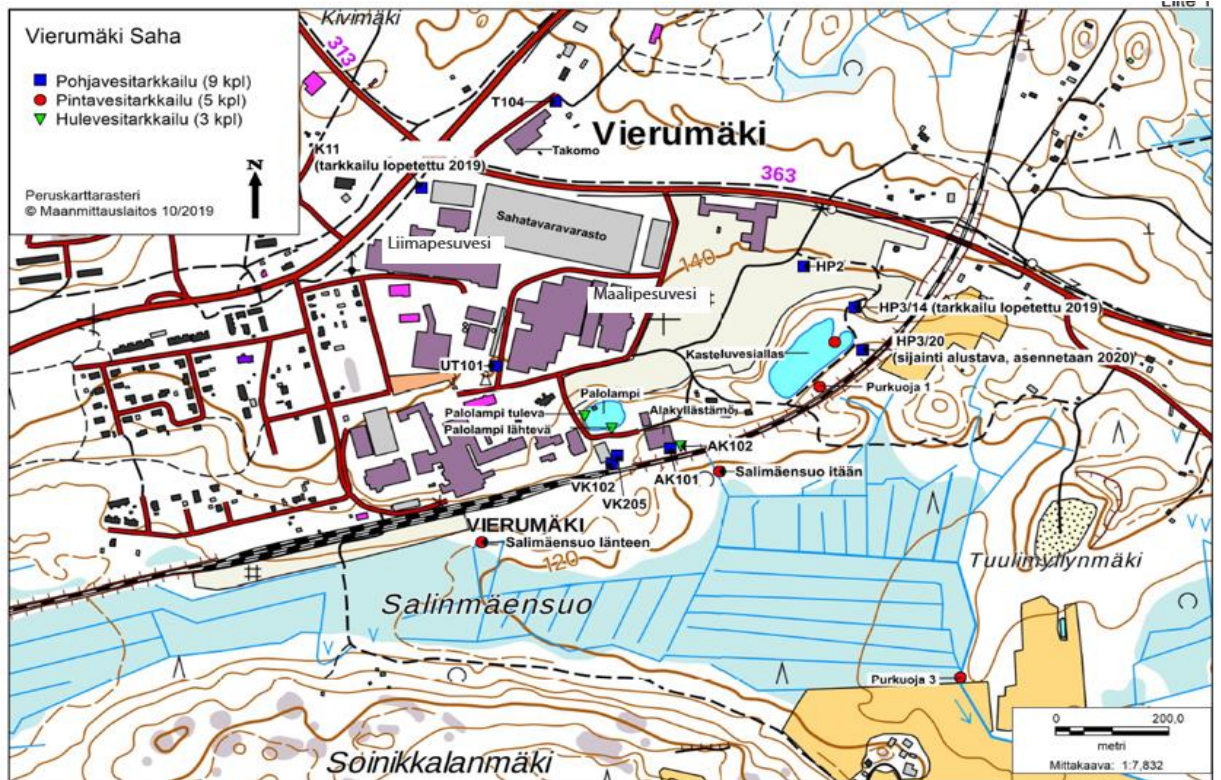 Liite 1
Vierumäki Saha
Pohjavesitarkkailu (9 kpl)
Pintavesitarkkailu (5 kpl)
Hulevesitarkkailu (3 kpl)
N
Peruskarttarasteri
© Maanmittauslaitos 10/2019
Kivimäki
313
T104
Vierumäki
Takomo
K11
(tarkkailu lopetettu 2019)
363
Sahatavaravarasto
Liimapesuvesi
140
HP2
Maalipesuvesi
HP3/14 (tarkkailu lopetettu 2019)
HP3/20
(sijainti alustava, asennetaan 2020)
Kasteluvesiallas
UT101
Purkuoja 1
Palolampi
Palolampi tuleva
Alakyllästämö
Palolampi lähtevä
AK102
Salimäensuo itään
AK101
VK102
VK205
VIERUMÄKI
Salimäensuo länteen
120
Tuulimyllynmäki
Salinmäensuo
Purkuoja 3
0 200,0
metri
Mittakaava: 1:7,832
Soinikkalanmäki